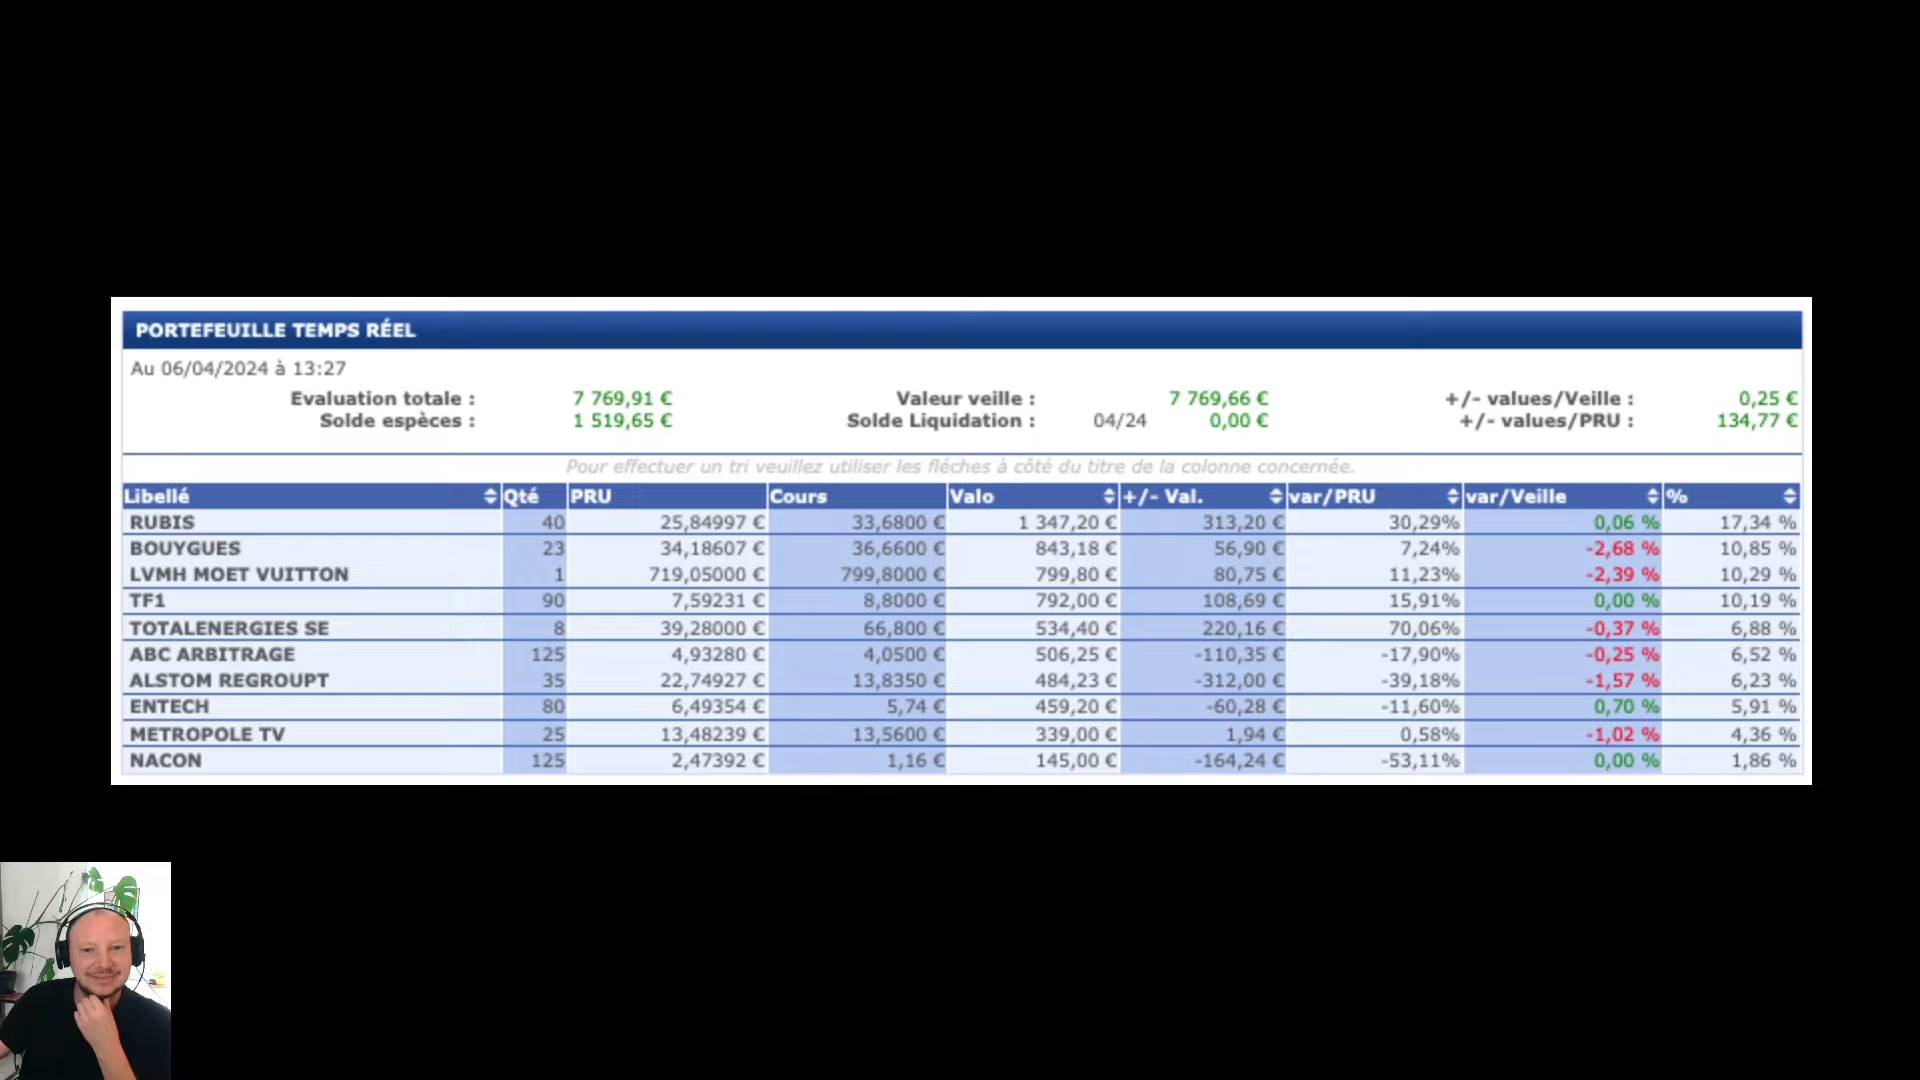 PORTEFEUILLE TEMPS RÉEL
Au 06/04/2024 à 13:27
Evaluation totale : 7 769,91 € Valeur veille : 7 769,66 € +/- values/Veille : 0,25 €
Solde espèces : 1 519,65 € Solde Liquidation : 04/24 0,00 € +/- values/PRU : 134,77 €
Pour effectuer un tri veuillez utiliser les fléches à côté du titre de la colonne concernée.
Libellé Qté PRU Cours Valo +/- Val. var/PRU var/Veille %
RUBIS 40 25,84997 € 33,6800 € 1 347,20 € 313,20 € 30,29% 0,06 % 17,34 %
BOUYGUES 23 34,18607 € 36,6600 € 843,18 € 56,90 € 7,24% -2,68 % 10,85 %
LVMH MOET VUITTON 1 719,05000 € 799,8000 € 799,80 € 80,75 € 11,23% -2,39 % 10,29 %
TF1 90 7,59231 € 8,8000 € 792,00 € 108,69 € 15,91% 0,00 % 10,19 %
TOTALENERGIES SE 8 39,28000 € 66,800 € 534,40 € 220,16 € 70,06% -0,37 % 6,88 %
ABC ARBITRAGE 125 4,93280 € 4,0500 € 506,25 € -110,35 € -17,90% -0,25 % 6,52 %
ALSTOM REGROUPT 35 22,74927 € 13,8350 € 484,23 € -312,00 € -39,18% -1,57 % 6,23 %
ENTECH 80 6,49354 € 5,74 € 459,20 € -60,28 € -11,60% 0,70 % 5,91 %
METROPOLE TV 25 13,48239 € 13,5600 € 339,00 € 1,94 € 0,58% -1,02 % 4,36 %
NACON 125 2,47392 € 1,16 € 145,00 € -164,24 € -53,11% 0,00 % 1,86 %